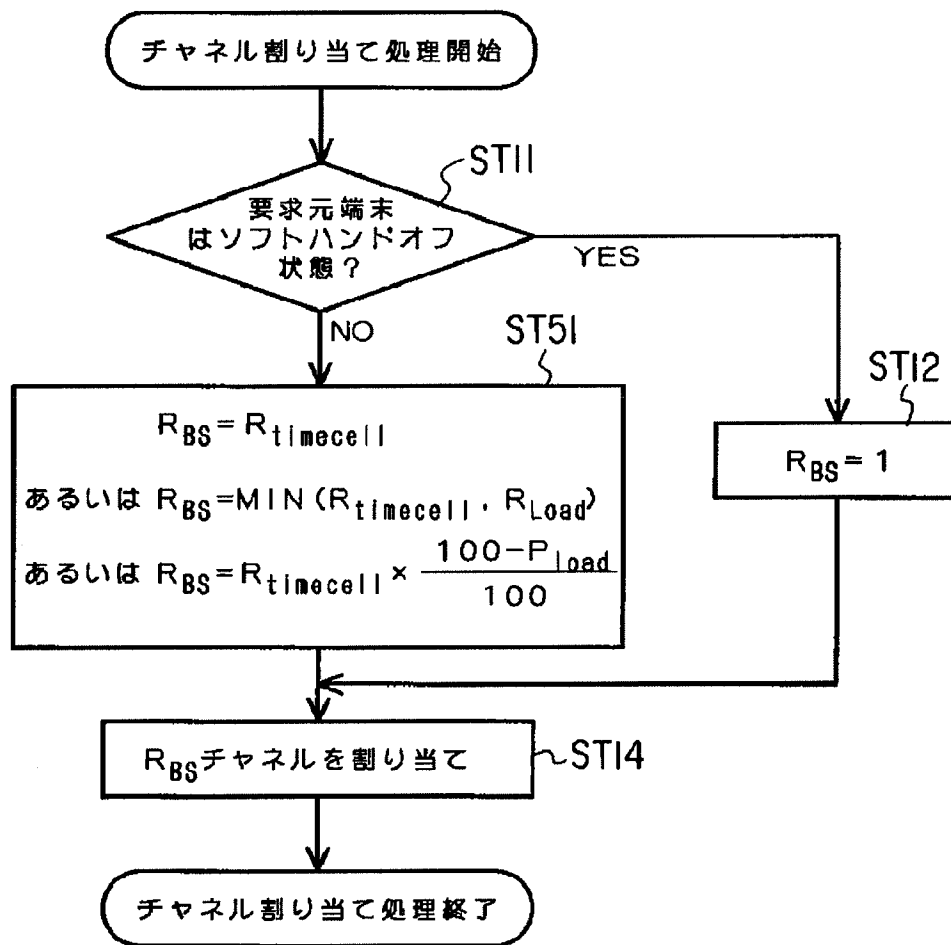 チャネル割り当て処理開始
ST11
要求元端末
はソフトハンドオフ
状態?
YES
NO
ST51
ST12
R_BS = R_timecell
あるいは R_BS=MIN(R_timecell, R_Load)
あるいは R_BS=R_timecell × (100-P_load)/100
R_BS = 1
R_BSチャネルを割り当て
ST14
チャネル割り当て処理終了